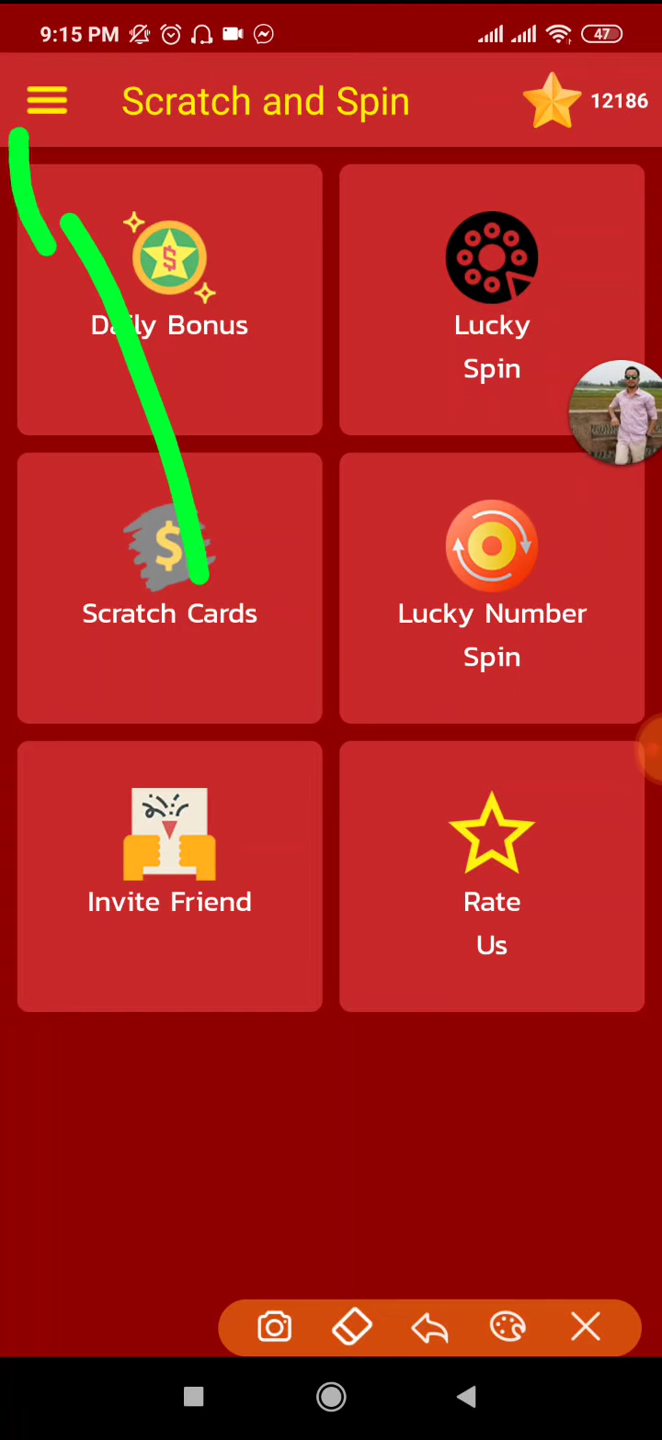 9:15 PM 47
Scratch and Spin 12186
Daily Bonus
Lucky
Spin
Scratch Cards
Lucky Number
Spin
Invite Friend
Rate
Us